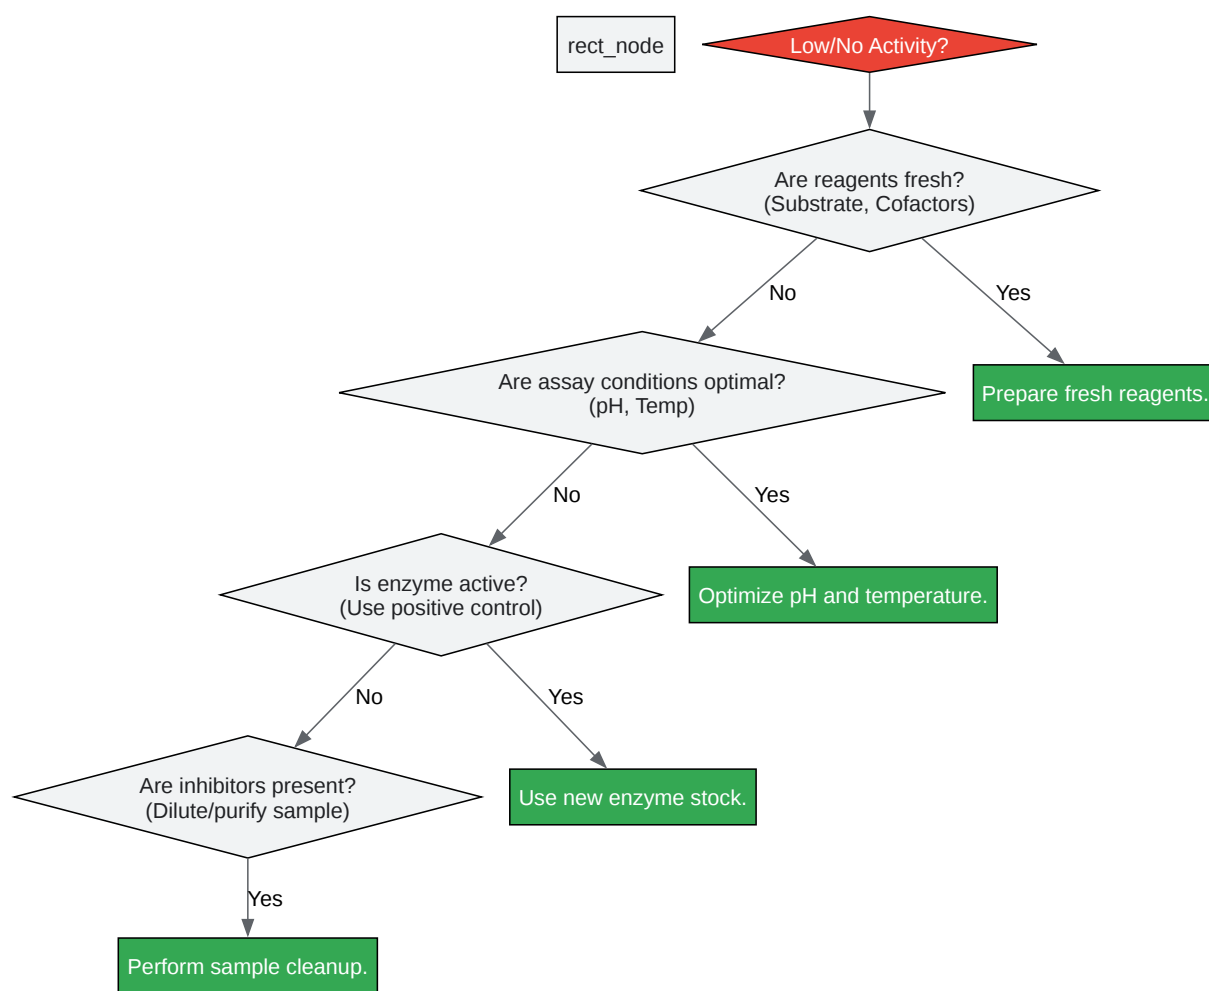 rect_node
Low/No Activity?
Are reagents fresh?
(Substrate, Cofactors)
No
Yes
Are assay conditions optimal?
(pH, Temp)
Prepare fresh reagents.
No
Yes
Is enzyme active?
(Use positive control)
Optimize pH and temperature.
No
Yes
Are inhibitors present?
(Dilute/purify sample)
Use new enzyme stock.
Yes
Perform sample cleanup.